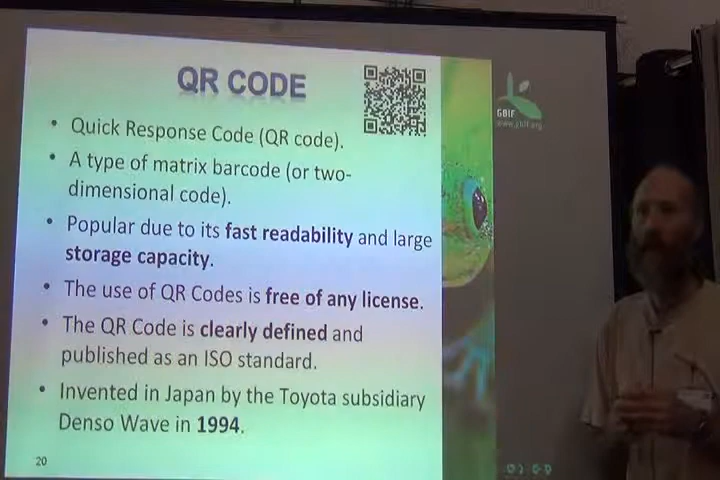 QR CODE
• Quick Response Code (QR code).
• A type of matrix barcode (or two-
dimensional code).
• Popular due to its fast readability and large
storage capacity.
• The use of QR Codes is free of any license.
• The QR Code is clearly defined and
published as an ISO standard.
• Invented in Japan by the Toyota subsidiary
Denso Wave in 1994.
20
GBIF
www.gbif.org